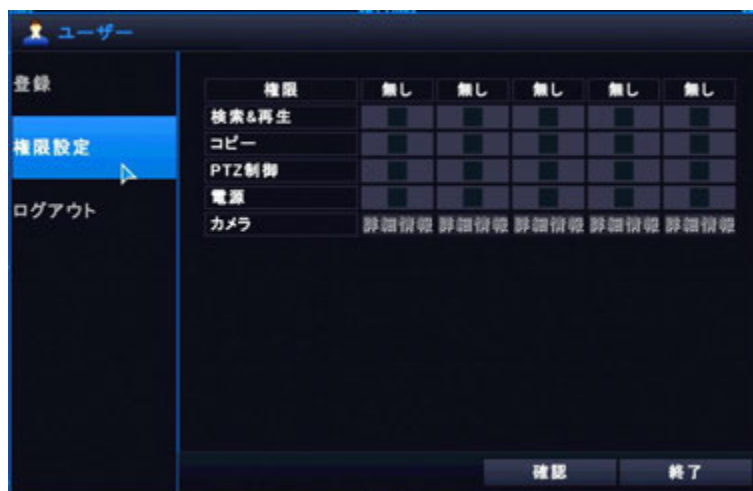 ユーザー
登録
権限設定
ログアウト
権限 無し 無し 無し 無し 無し
検索&再生
コピー
PTZ制御
電源
カメラ 詳細情報 詳細情報 詳細情報 詳細情報 詳細情報
確認 終了